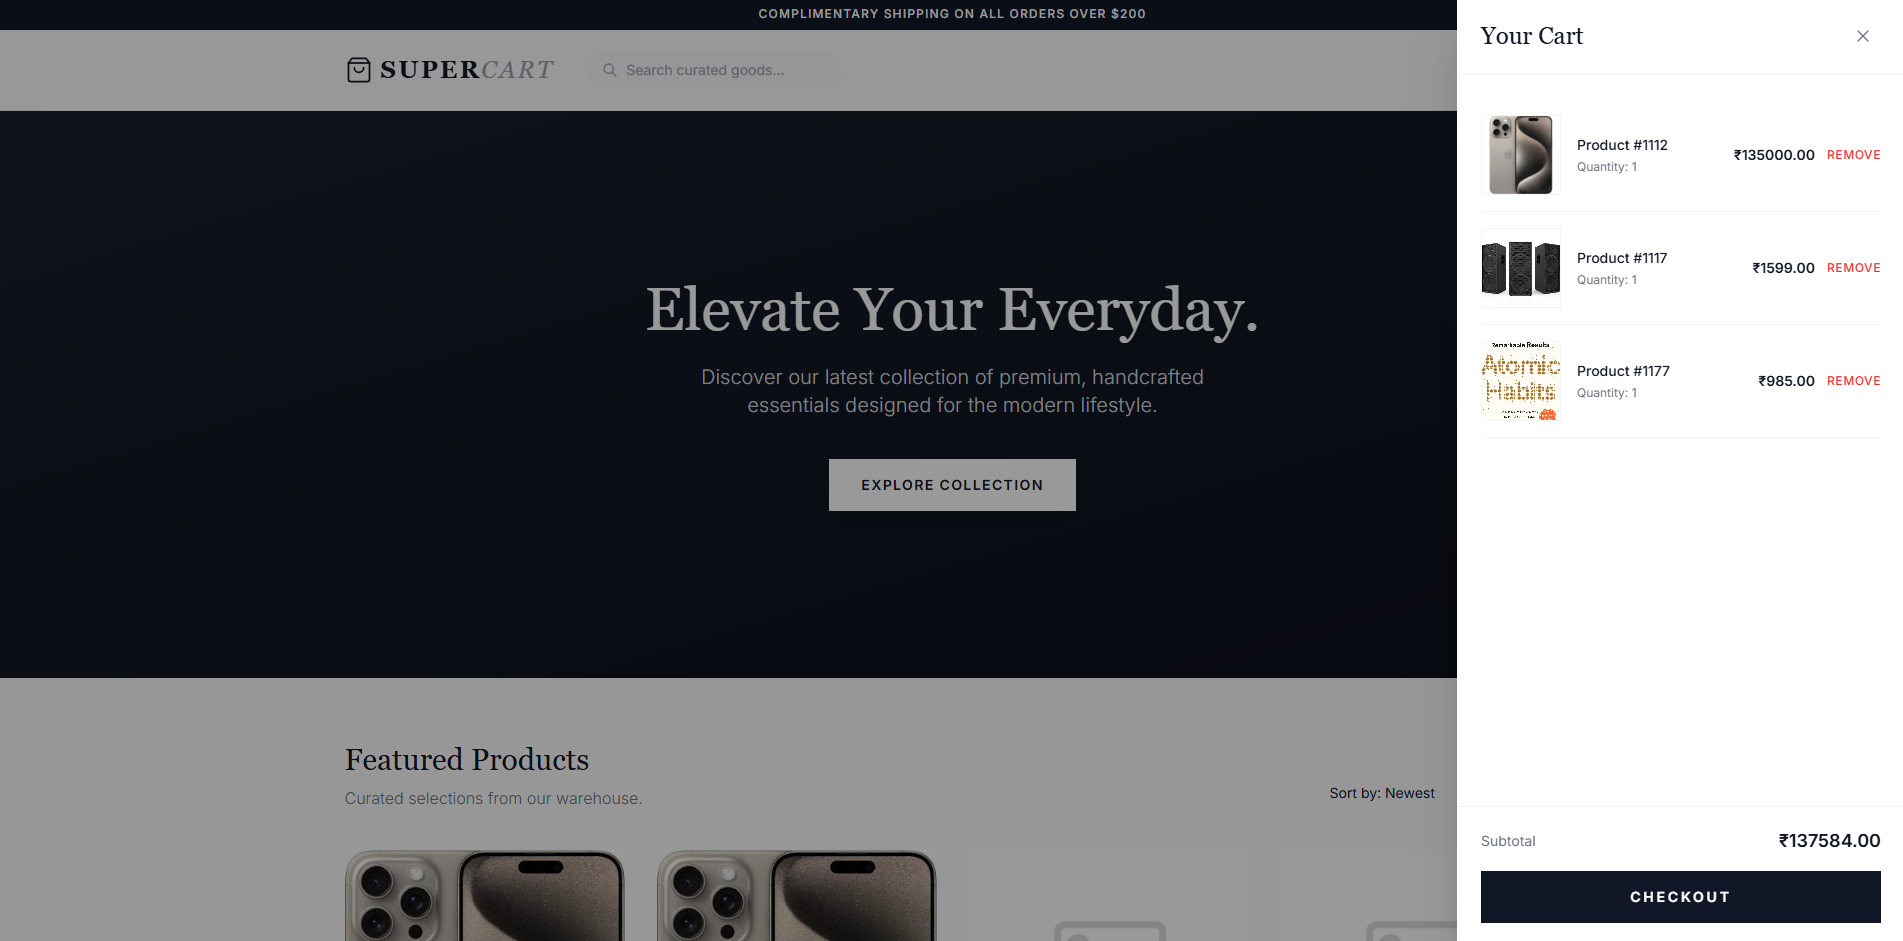 COMPLIMENTARY SHIPPING ON ALL ORDERS OVER $200
SUPERCART
Search curated goods...
Elevate Your Everyday.
Discover our latest collection of premium, handcrafted
essentials designed for the modern lifestyle.
EXPLORE COLLECTION
Featured Products
Curated selections from our warehouse.
Sort by: Newest
Your Cart
Product #1112
Quantity: 1
₹135000.00 REMOVE
Product #1117
Quantity: 1
₹1599.00 REMOVE
Remarkable Results
Atomic
Habits
Product #1177
Quantity: 1
₹985.00 REMOVE
Subtotal ₹137584.00
CHECKOUT